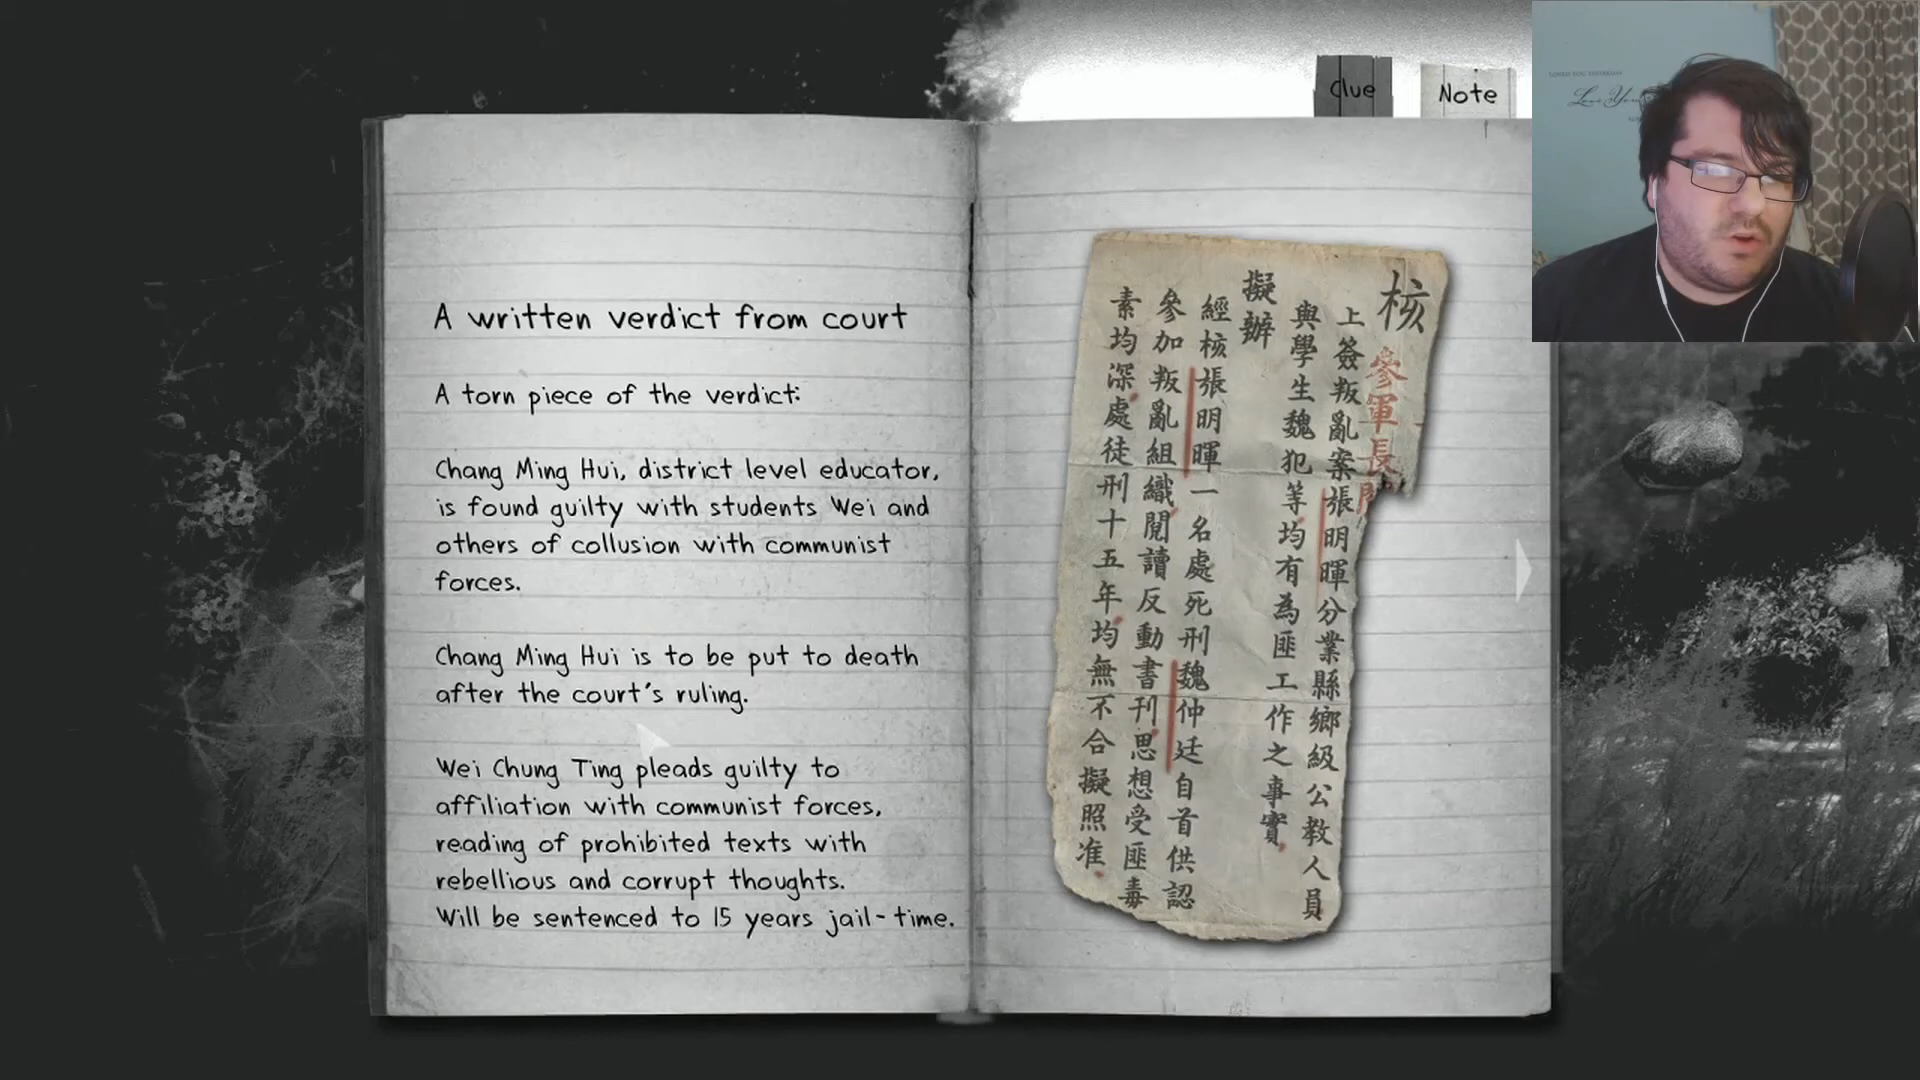 Clue
Note
A written verdict from court
A torn piece of the verdict:
Chang Ming Hui, district level educator,
is found guilty with students Wei and
others of collusion with communist
forces.
Chang Ming Hui is to be put to death
after the court's ruling.
Wei Chung Ting pleads guilty to
affiliation with communist forces,
reading of prohibited texts with
rebellious and corrupt thoughts.
Will be sentenced to 15 years jail-time.
核
參軍長
上簽叛亂案張明暉分業縣鄉級公教人員
與學生魏犯等均有為匪工作之事實
擬辦
經核張明暉一名處死刑魏仲廷自首供認
參加叛亂組織閱讀反動書刊思想受匪毒
素均深處徒刑十五年均無不合擬照准